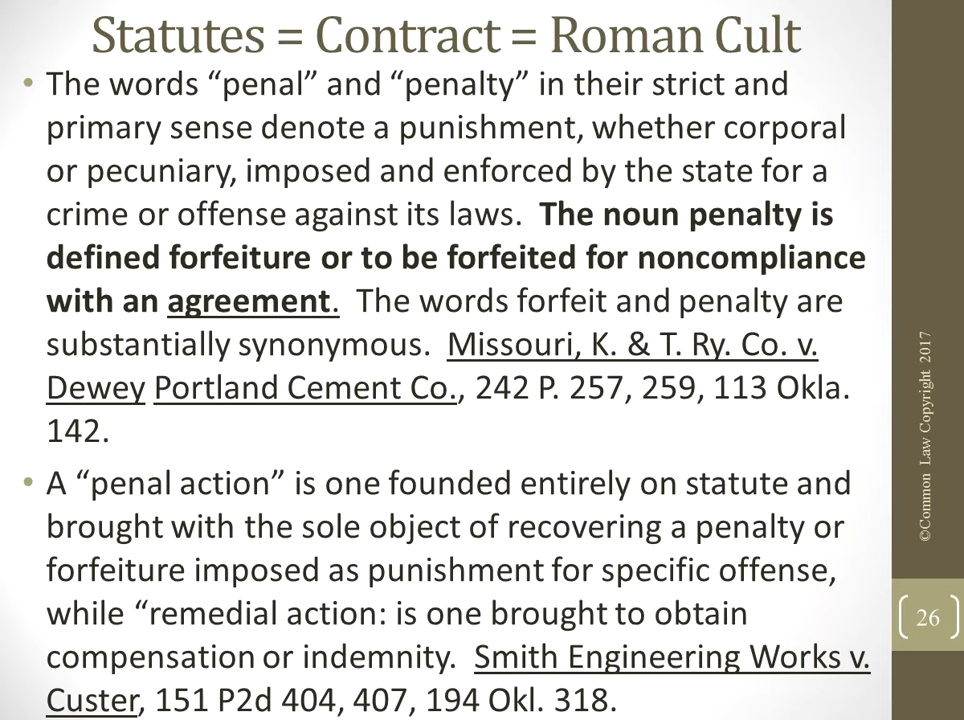 Statutes = Contract = Roman Cult
• The words “penal” and “penalty” in their strict and
primary sense denote a punishment, whether corporal
or pecuniary, imposed and enforced by the state for a
crime or offense against its laws.  The noun penalty is
defined forfeiture or to be forfeited for noncompliance
with an agreement.  The words forfeit and penalty are
substantially synonymous.  Missouri, K. & T. Ry. Co. v.
Dewey Portland Cement Co., 242 P. 257, 259, 113 Okla.
142.
• A “penal action” is one founded entirely on statute and
brought with the sole object of recovering a penalty or
forfeiture imposed as punishment for specific offense,
while “remedial action: is one brought to obtain
compensation or indemnity.  Smith Engineering Works v.
Custer, 151 P2d 404, 407, 194 Okl. 318.
©Common Law Copyright 2017
26